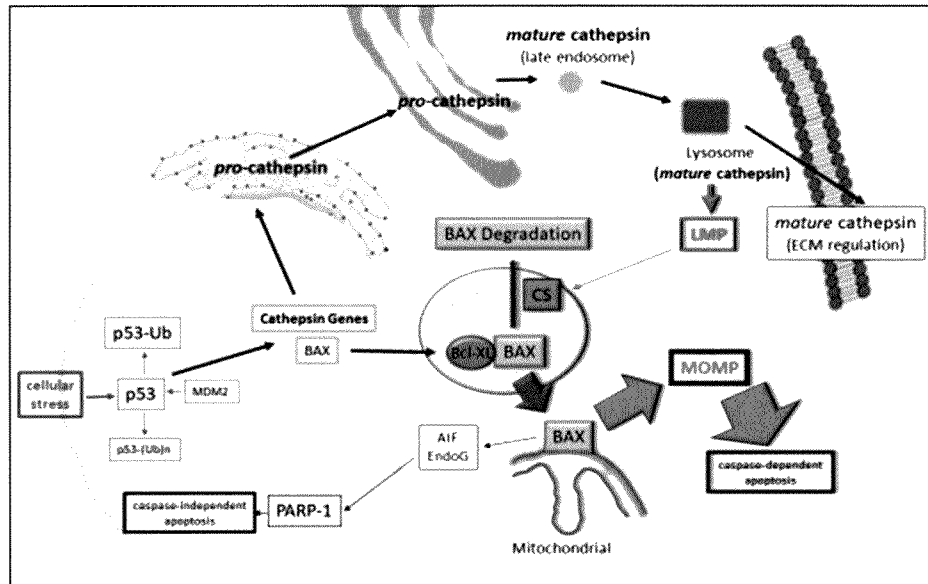 mature cathepsin
(late endosome)
pro-cathepsin
pro-cathepsin
Lysosome
(mature cathepsin)
mature cathepsin
(ECM regulation)
BAX Degradation
LMP
CS
Cathepsin Genes
BAX
Bcl-XL
BAX
p53-Ub
cellular
stress
p53
MDM2
p53-(Ub)n
MOMP
AIF
EndoG
BAX
caspase-dependent
apoptosis
caspase-independent
apoptosis
PARP-1
Mitochondrial